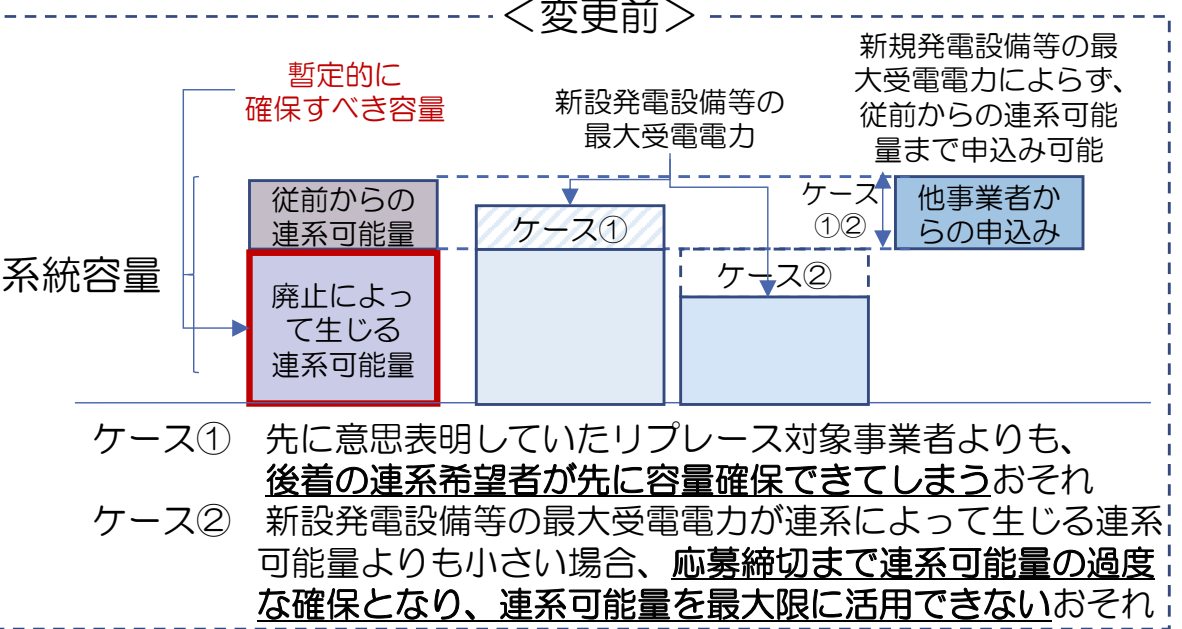 ＜変更前＞
暫定的に
確保すべき容量
新設発電設備等の
最大受電電力
新規発電設備等の最
大受電電力によらず、
従前からの連系可能
量まで申込み可能
系統容量
従前からの
連系可能量
廃止によっ
て生じる
連系可能量
ケース①
ケース②
ケース
①②
他事業者か
らの申込み
ケース①　先に意思表明していたリプレース対象事業者よりも、
後着の連系希望者が先に容量確保できてしまうおそれ
ケース②　新設発電設備等の最大受電電力が連系によって生じる連系
可能量よりも小さい場合、応募締切まで連系可能量の過度
な確保となり、連系可能量を最大限に活用できないおそれ